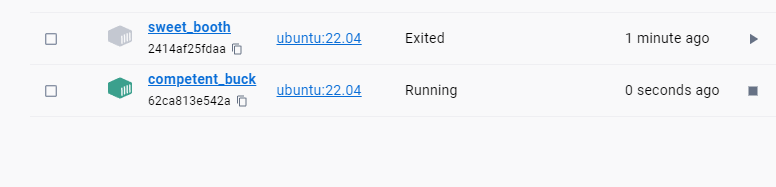 sweet_booth
2414af25fdaa
ubuntu:22.04
Exited
1 minute ago
competent_buck
62ca813e542a
ubuntu:22.04
Running
0 seconds ago